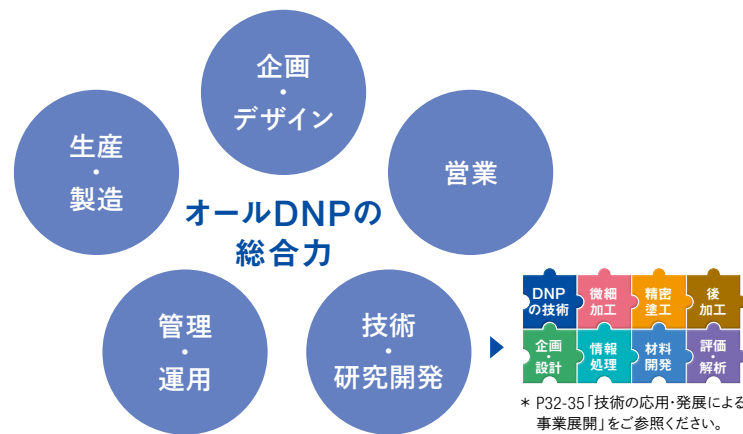 企画
・
デザイン
生産
・
製造
営業
オールDNPの
総合力
管理
・
運用
技術
・
研究開発
DNP
の技術
微細
加工
精密
塗工
後
加工
企画
・
設計
情報
処理
材料
開発
評価
・
解析
* P32-35「技術の応用・発展による
事業展開」をご参照ください。